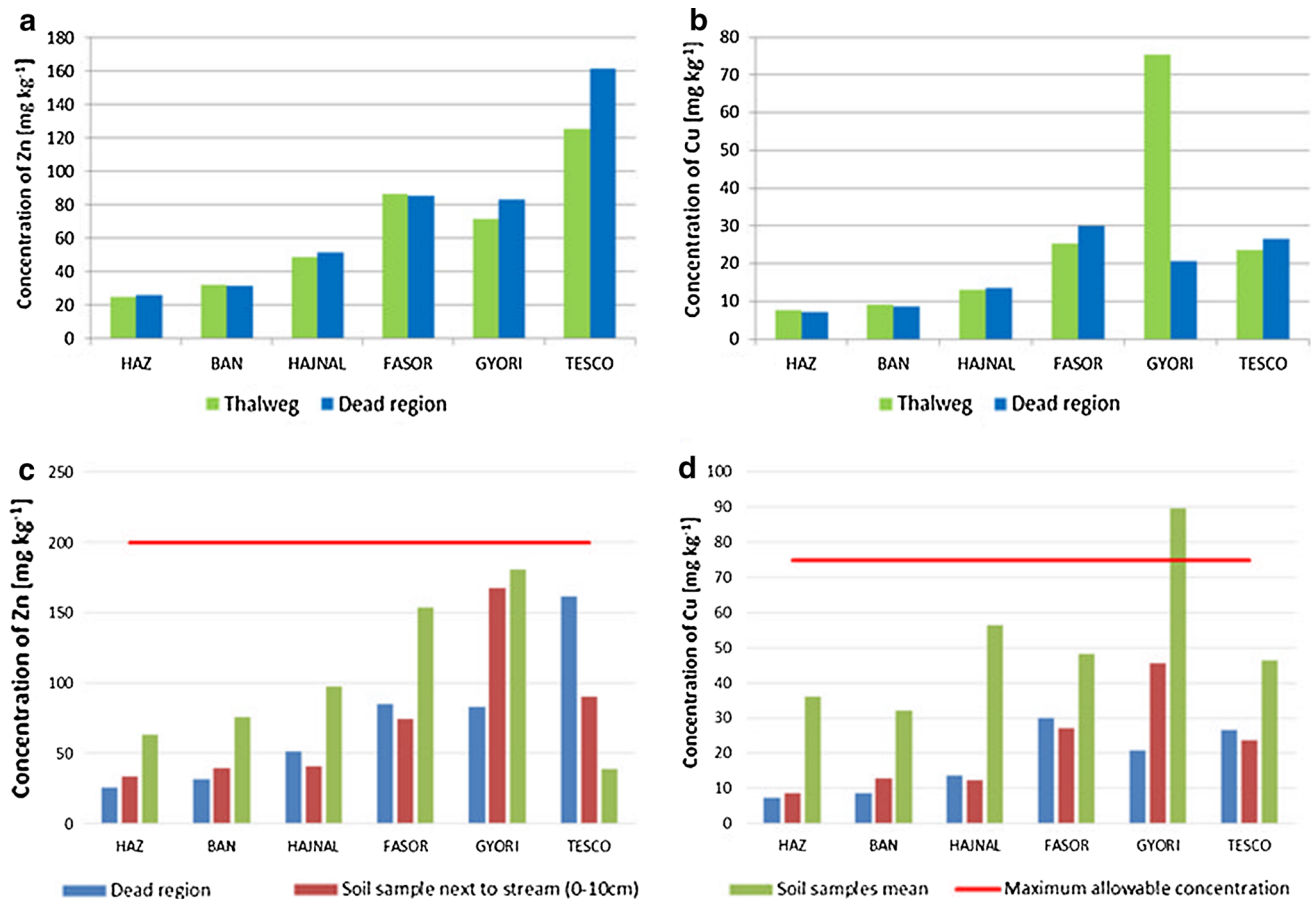 a
Concentration of Zn [mg kg-1]
180
160
140
120
100
80
60
40
20
0
HAZ BAN HAJNAL FASOR GYORI TESCO
Thalweg Dead region
b
Concentration of Cu [mg kg1]
80
70
60
50
40
30
20
10
0
HAZ BAN HAJNAL FASOR GYORI TESCO
Thalweg Dead region
c
Concentration of Zn [mg kg-1]
250
200
150
100
50
0
HAZ BAN HAJNAL FASOR GYORI TESCO
d
Concentration of Cu [mg kg-1]
100
90
80
70
60
50
40
30
20
10
0
HAZ BAN HAJNAL FASOR GYORI TESCO
Dead region Soil sample next to stream (0-10cm) Soil samples mean Maximum allowable concentration